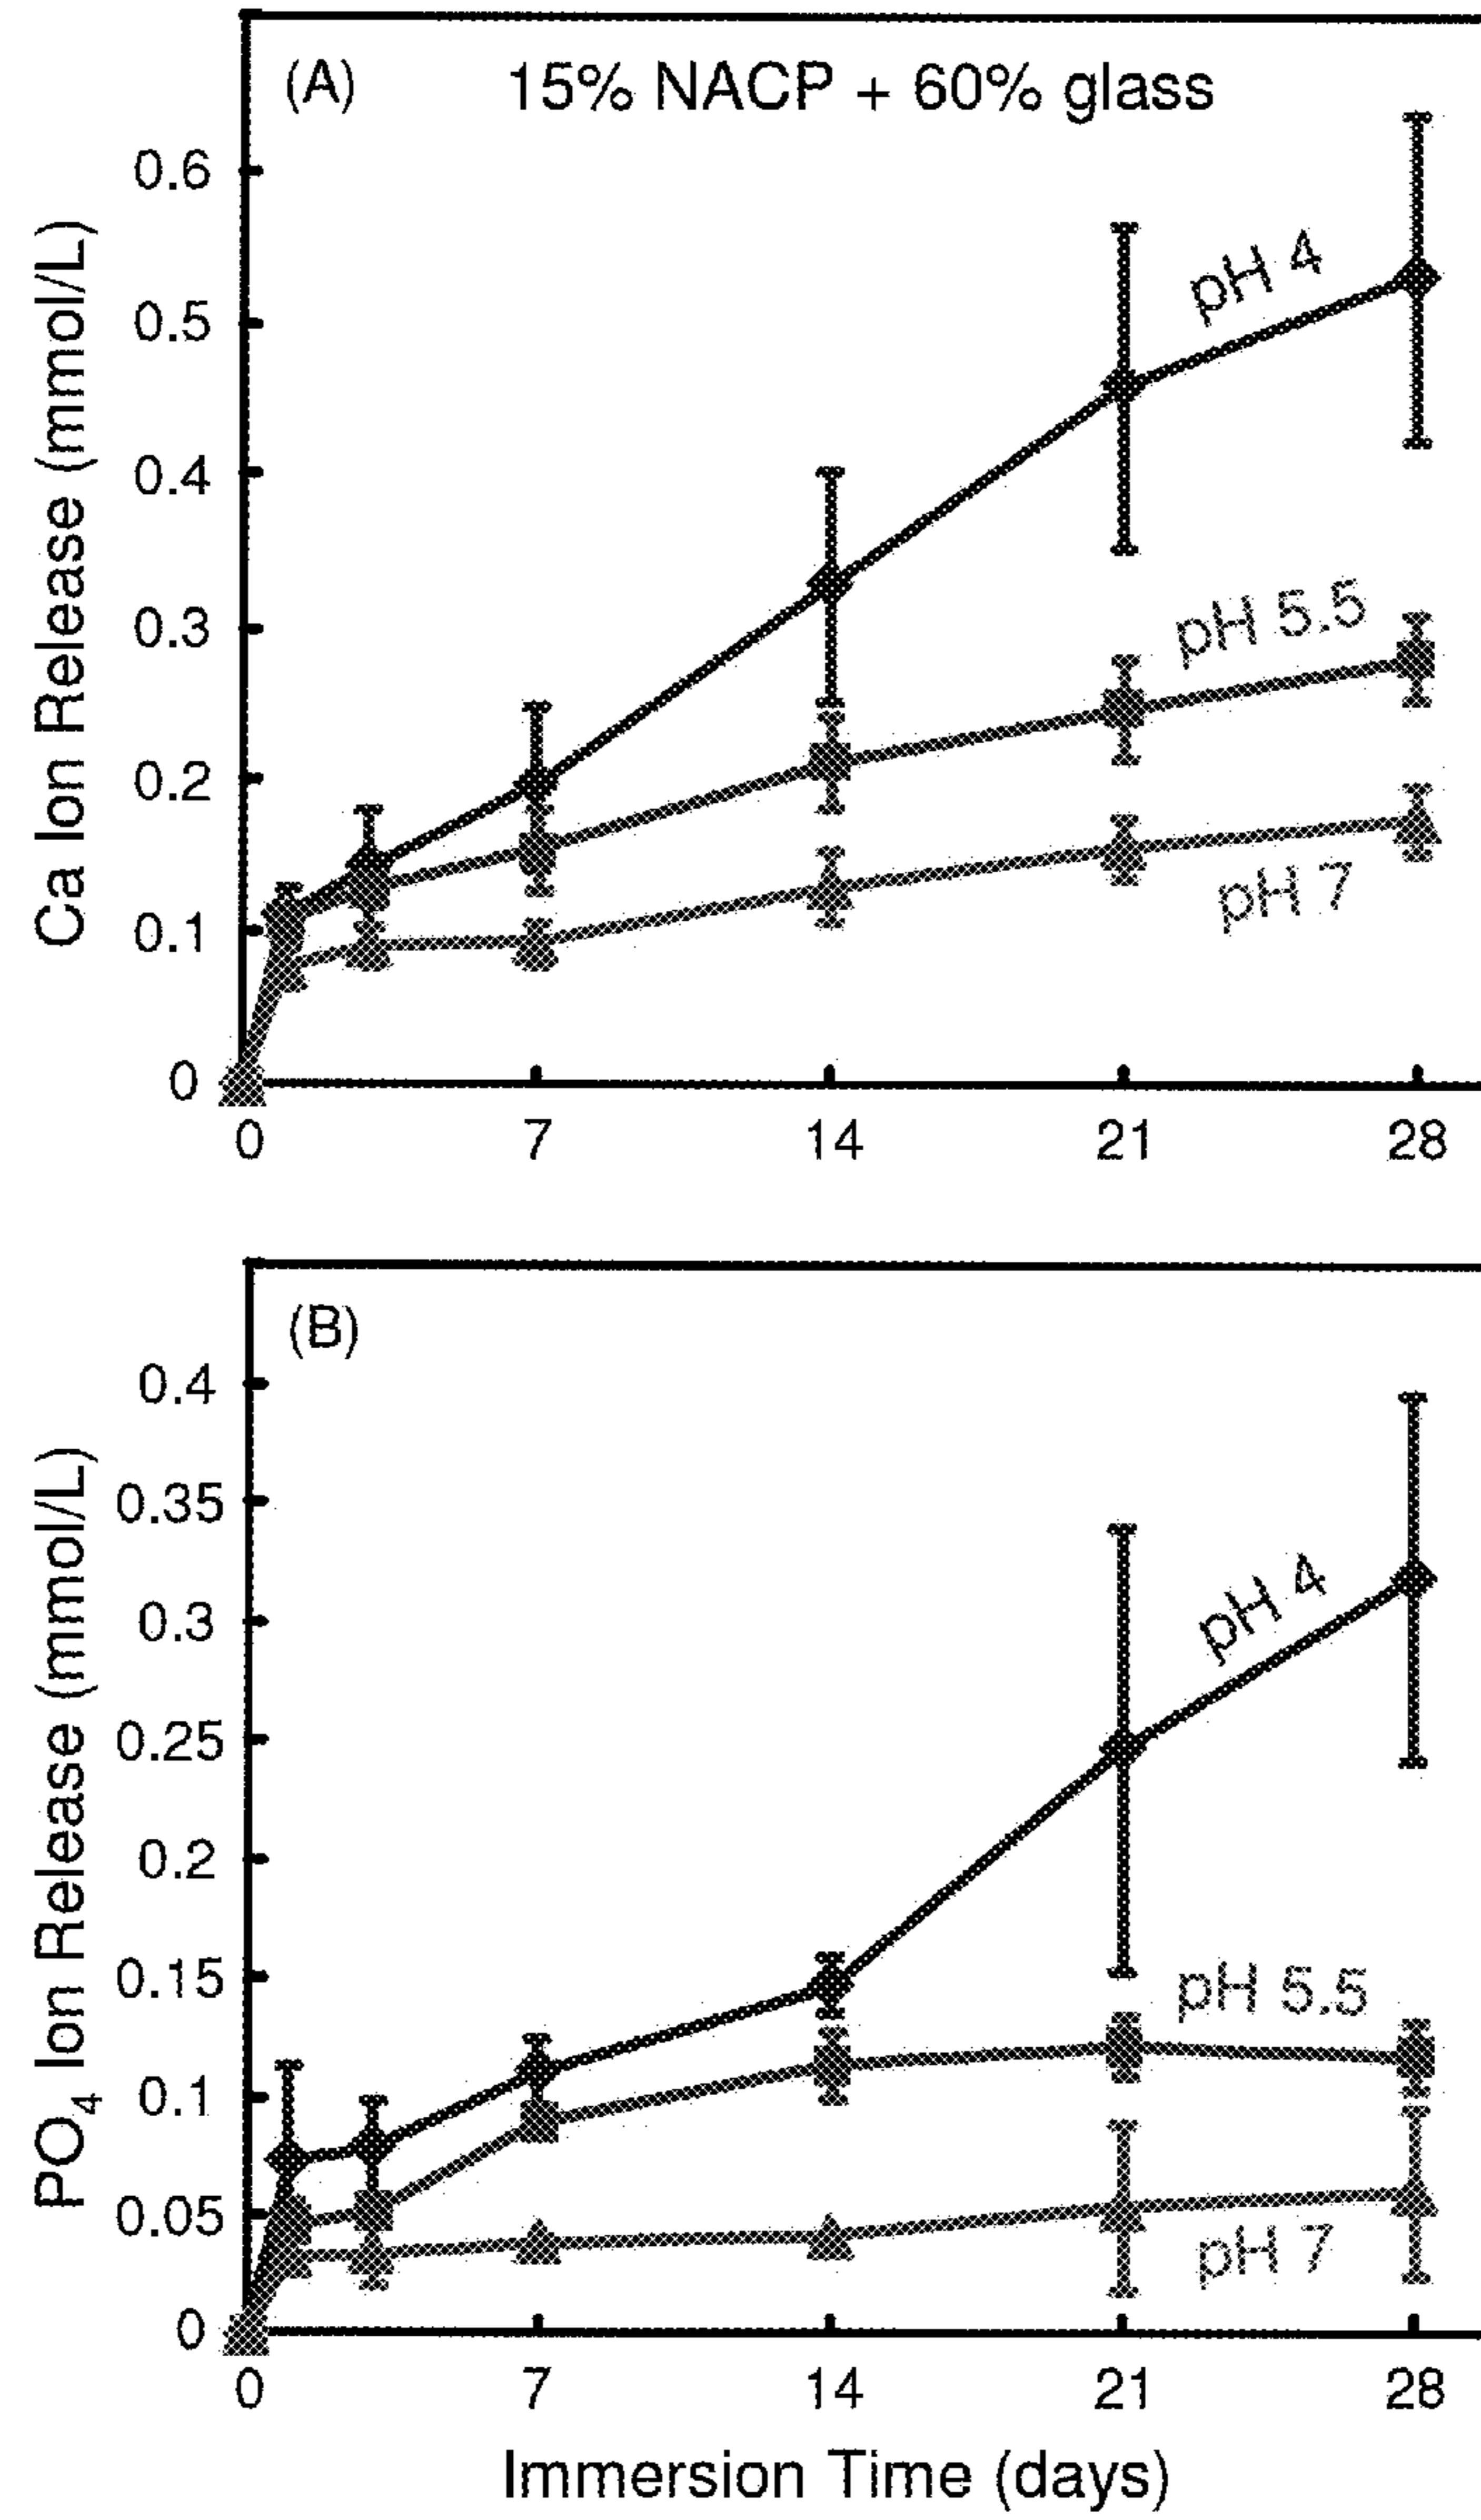 (A) 15% NACP + 60% glass
Ca Ion Release (mmol/L)
0.6
0.5
0.4
0.3
0.2
0.1
0
pH 4
pH 5.5
pH 7
0 7 14 21 28
(B)
PO4 Ion Release (mmol/L)
0.4
0.35
0.3
0.25
0.2
0.15
0.1
0.05
0
pH 4
pH 5.5
pH 7
0 7 14 21 28
Immersion Time (days)